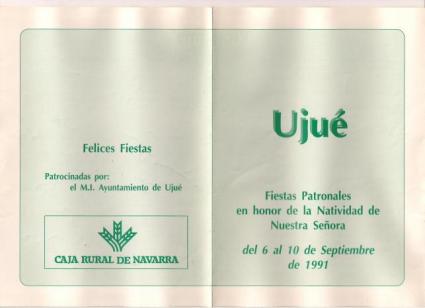 Felices Fiestas
Patrocinadas por:
el M.I. Ayuntamiento de Ujué
CAJA RURAL DE NAVARRA
Ujué
Fiestas Patronales
en honor de la Natividad de
Nuestra Señora
del 6 al 10 de Septiembre
de 1991